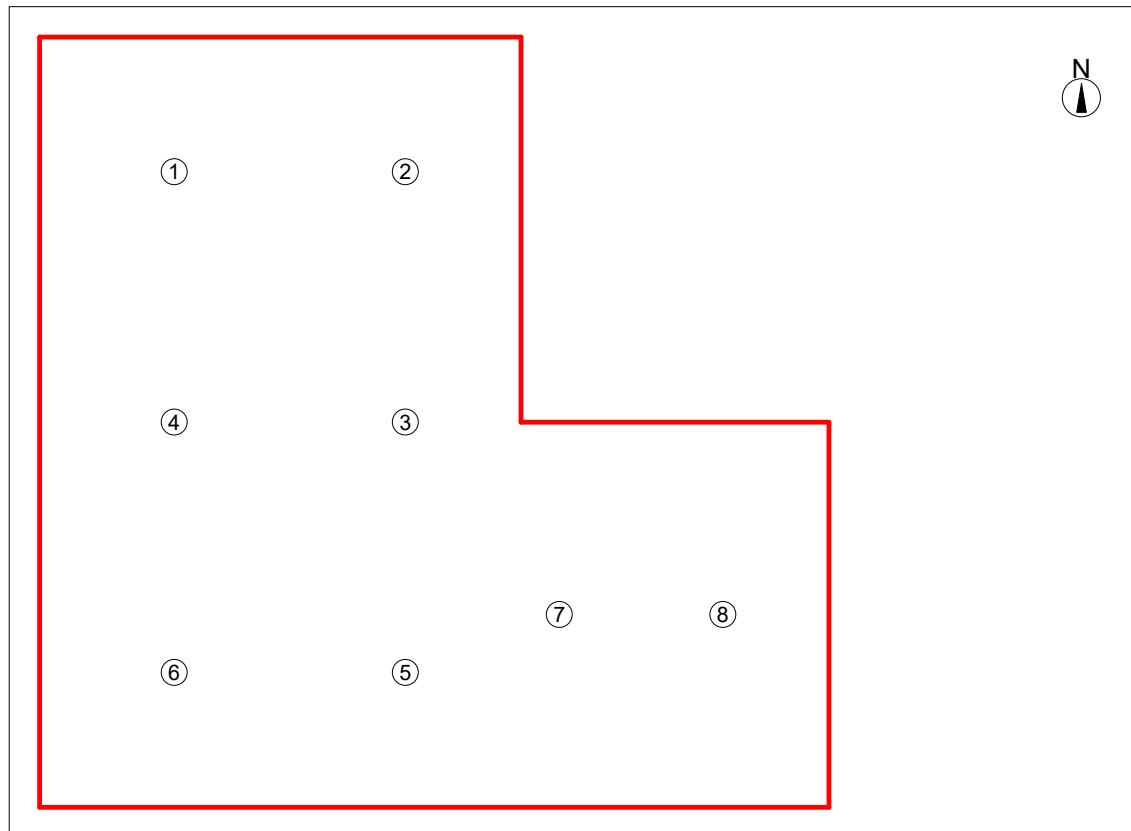 N
① ②
④ ③
⑦ ⑧
⑥ ⑤